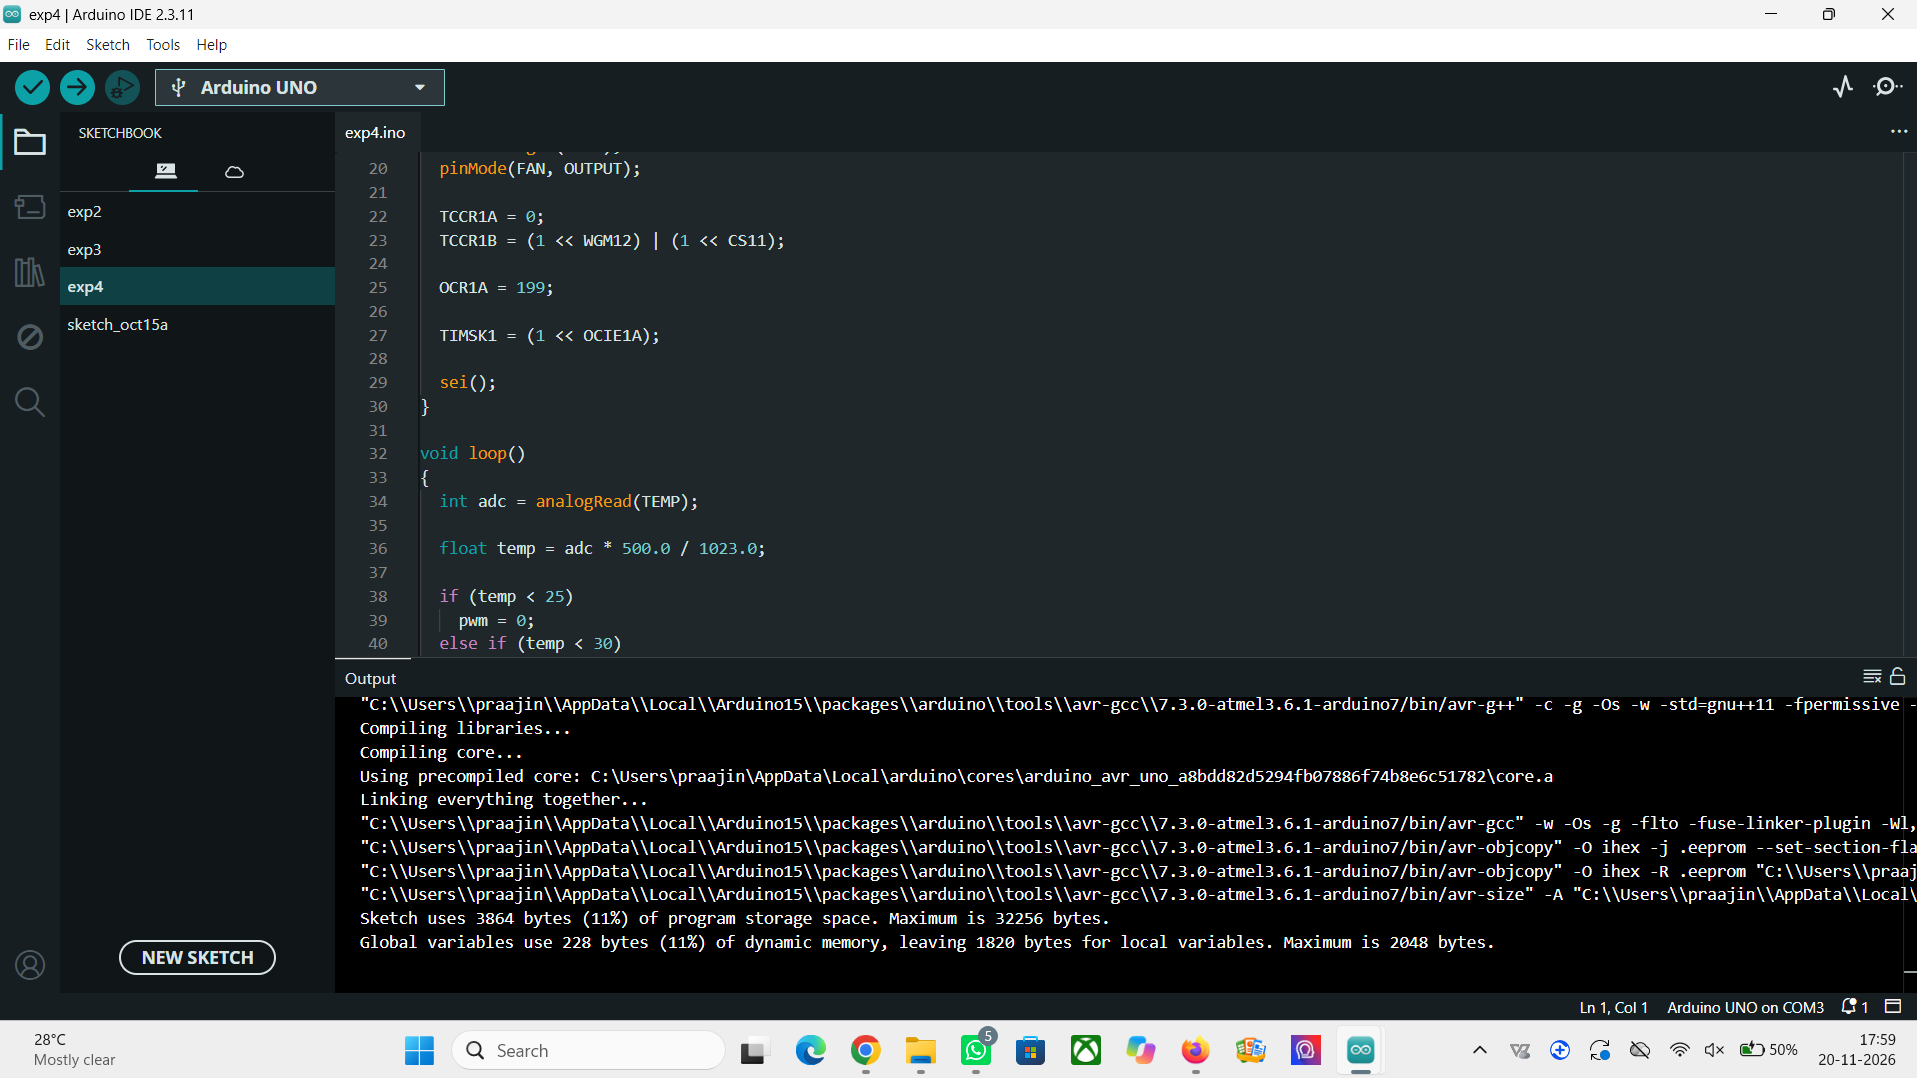 exp4 | Arduino IDE 2.3.11
File Edit Sketch Tools Help
Arduino UNO
SKETCHBOOK
exp2
exp3
exp4
sketch_oct15a
NEW SKETCH
exp4.ino
20 pinMode(FAN, OUTPUT);
21
22 TCCR1A = 0;
23 TCCR1B = (1 << WGM12) | (1 << CS11);
24
25 OCR1A = 199;
26
27 TIMSK1 = (1 << OCIE1A);
28
29 sei();
30 }
31
32 void loop()
33 {
34 int adc = analogRead(TEMP);
35
36 float temp = adc * 500.0 / 1023.0;
37
38 if (temp < 25)
39 pwm = 0;
40 else if (temp < 30)
Output
"C:\\Users\\praajin\\AppData\\Local\\Arduino15\\packages\\arduino\\tools\\avr-gcc\\7.3.0-atmel3.6.1-arduino7/bin/avr-g++" -c -g -Os -w -std=gnu++11 -fpermissive -
Compiling libraries...
Compiling core...
Using precompiled core: C:\Users\praajin\AppData\Local\arduino\cores\arduino_avr_uno_a8bdd82d5294fb07886f74b8e6c51782\core.a
Linking everything together...
"C:\\Users\\praajin\\AppData\\Local\\Arduino15\\packages\\arduino\\tools\\avr-gcc\\7.3.0-atmel3.6.1-arduino7/bin/avr-gcc" -w -Os -g -flto -fuse-linker-plugin -Wl,
"C:\\Users\\praajin\\AppData\\Local\\Arduino15\\packages\\arduino\\tools\\avr-gcc\\7.3.0-atmel3.6.1-arduino7/bin/avr-objcopy" -O ihex -j .eeprom --set-section-fla
"C:\\Users\\praajin\\AppData\\Local\\Arduino15\\packages\\arduino\\tools\\avr-gcc\\7.3.0-atmel3.6.1-arduino7/bin/avr-objcopy" -O ihex -R .eeprom "C:\\Users\\praaj
"C:\\Users\\praajin\\AppData\\Local\\Arduino15\\packages\\arduino\\tools\\avr-gcc\\7.3.0-atmel3.6.1-arduino7/bin/avr-size" -A "C:\\Users\\praajin\\AppData\\Local\
Sketch uses 3864 bytes (11%) of program storage space. Maximum is 32256 bytes.
Global variables use 228 bytes (11%) of dynamic memory, leaving 1820 bytes for local variables. Maximum is 2048 bytes.
Ln 1, Col 1 Arduino UNO on COM3 1
28°C
Mostly clear
Search
5
50%
17:59
20-11-2026